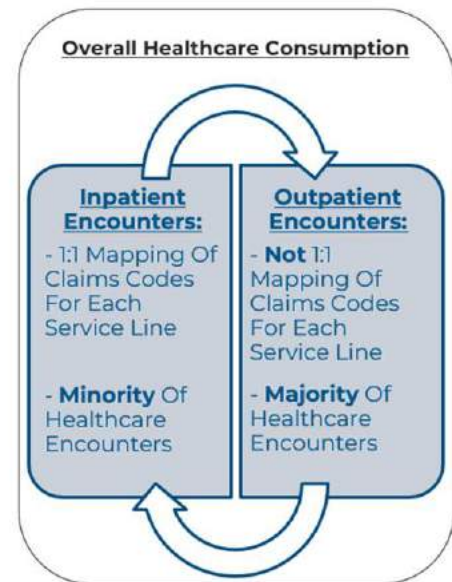 Overall Healthcare Consumption
Inpatient
Encounters:
- 1:1 Mapping Of
Claims Codes
For Each
Service Line
- Minority Of
Healthcare
Encounters
Outpatient
Encounters:
- Not 1:1
Mapping Of
Claims Codes
For Each
Service Line
- Majority Of
Healthcare
Encounters